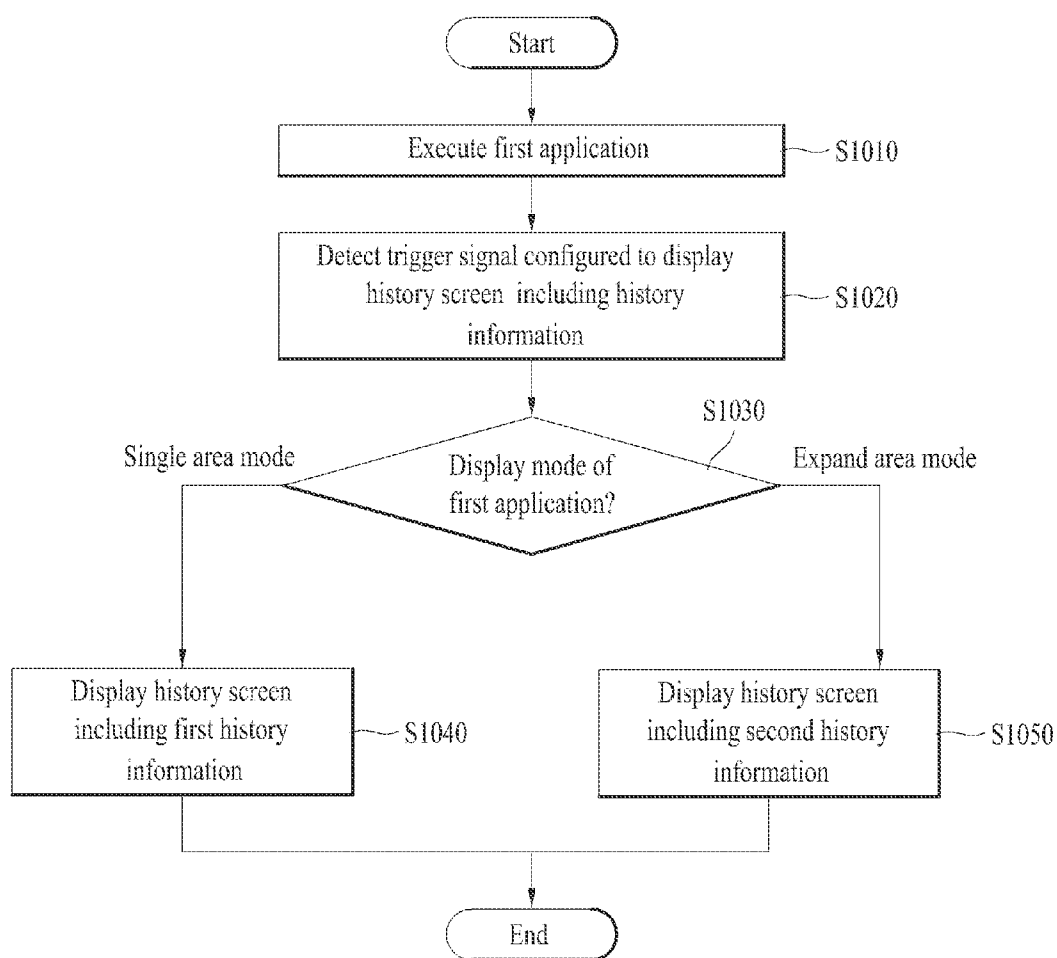 Start
Execute first application
S1010
Detect trigger signal configured to display
history screen including history
information
S1020
S1030
Single area mode
Display mode of
first application?
Expand area mode
Display history screen
including first history
information
S1040
Display history screen
including second history
information
S1050
End